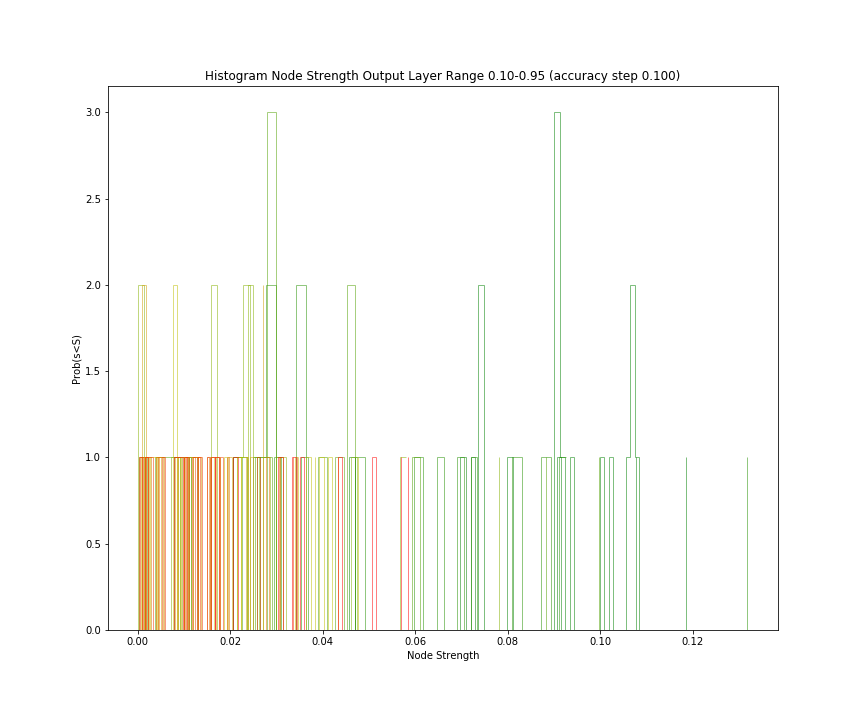 Histogram Node Strength Output Layer Range 0.10-0.95 (accuracy step 0.100)
3.0
2.5
2.0
1.5
1.0
0.5
0.0
Prob(s<S)
0.00 0.02 0.04 0.06 0.08 0.10 0.12
Node Strength